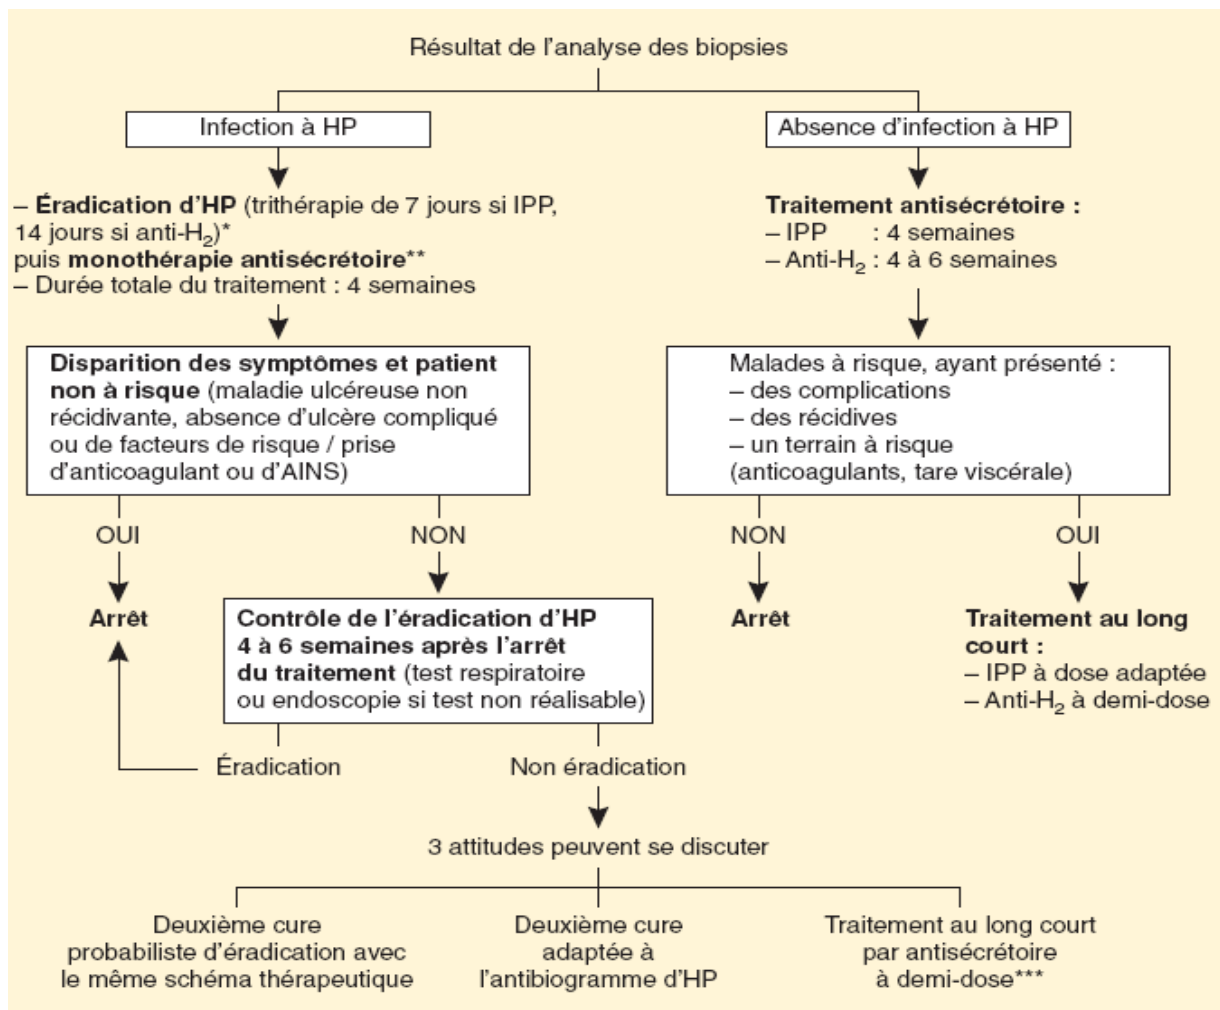 Résultat de l'analyse des biopsies
Infection à HP
Absence d'infection à HP
– Éradication d'HP (trithérapie de 7 jours si IPP,
14 jours si anti-H2)*
puis monothérapie antisécrétoire**
– Durée totale du traitement : 4 semaines
Traitement antisécrétoire :
– IPP : 4 semaines
– Anti-H2 : 4 à 6 semaines
Disparition des symptômes et patient
non à risque (maladie ulcéreuse non
récidivante, absence d'ulcère compliqué
ou de facteurs de risque / prise
d'anticoagulant ou d'AINS)
Malades à risque, ayant présenté :
– des complications
– des récidives
– un terrain à risque
(anticoagulants, tare viscérale)
OUI
NON
NON
OUI
Arrêt
Contrôle de l'éradication d'HP
4 à 6 semaines après l'arrêt
du traitement (test respiratoire
ou endoscopie si test non réalisable)
Arrêt
Traitement au long
court :
– IPP à dose adaptée
– Anti-H2 à demi-dose
Éradication
Non éradication
3 attitudes peuvent se discuter
Deuxième cure
probabiliste d'éradication avec
le même schéma thérapeutique
Deuxième cure
adaptée à
l'antibiogramme d'HP
Traitement au long court
par antisécrétoire
à demi-dose***